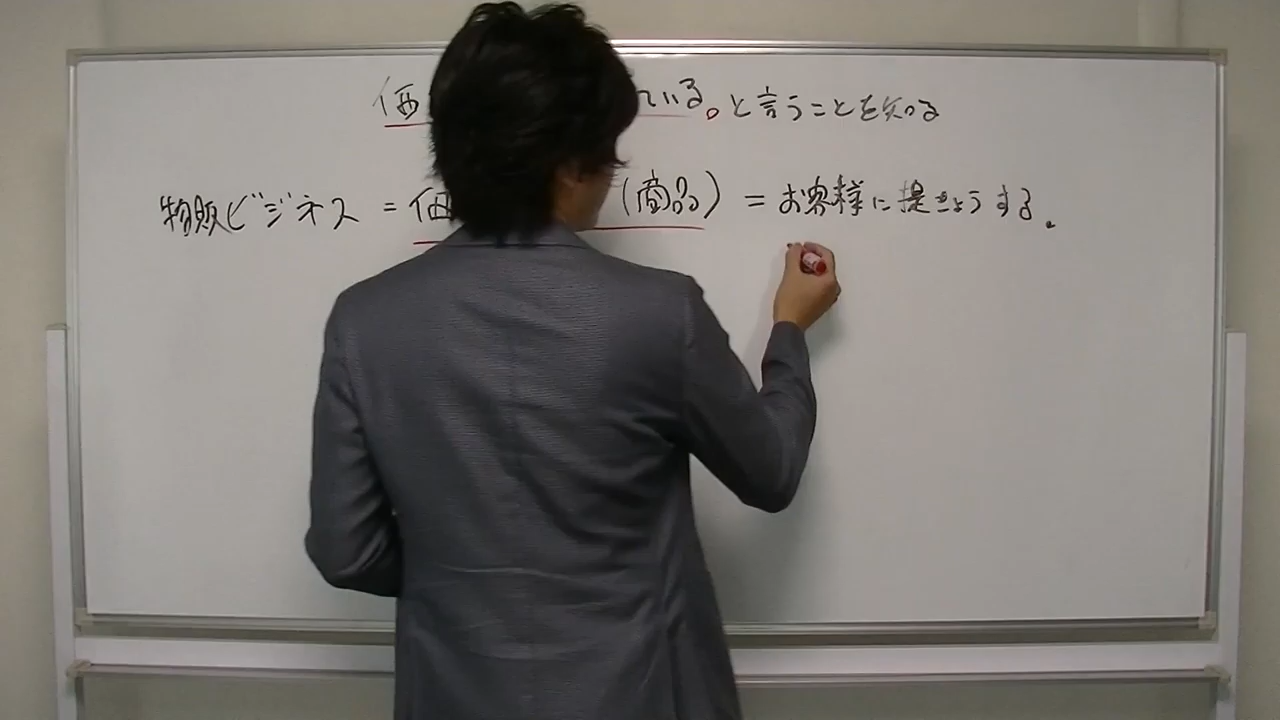 価 ている。と言うことを知る
物販ビジネス = 価 (商品) = お客様に提きょうする。